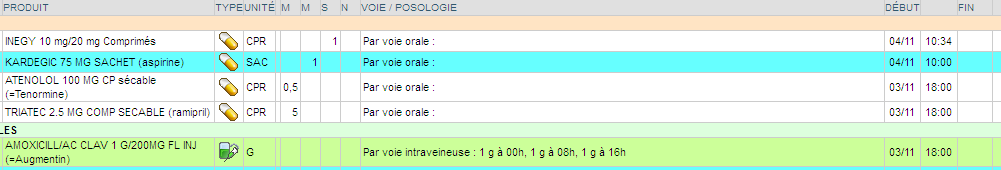 PRODUIT TYPE UNITÉ M M S N VOIE / POSOLOGIE DÉBUT FIN
INEGY 10 mg/20 mg Comprimés CPR 1 Par voie orale : 04/11 10:34
KARDEGIC 75 MG SACHET (aspirine) SAC 1 Par voie orale : 04/11 10:00
ATENOLOL 100 MG CP sécable
(=Tenormine) CPR 0,5 Par voie orale : 03/11 18:00
TRIATEC 2.5 MG COMP SECABLE (ramipril) CPR 5 Par voie orale : 03/11 18:00
LES
AMOXICILL/AC CLAV 1 G/200MG FL INJ
(=Augmentin) G Par voie intraveineuse : 1 g à 00h, 1 g à 08h, 1 g à 16h 03/11 18:00